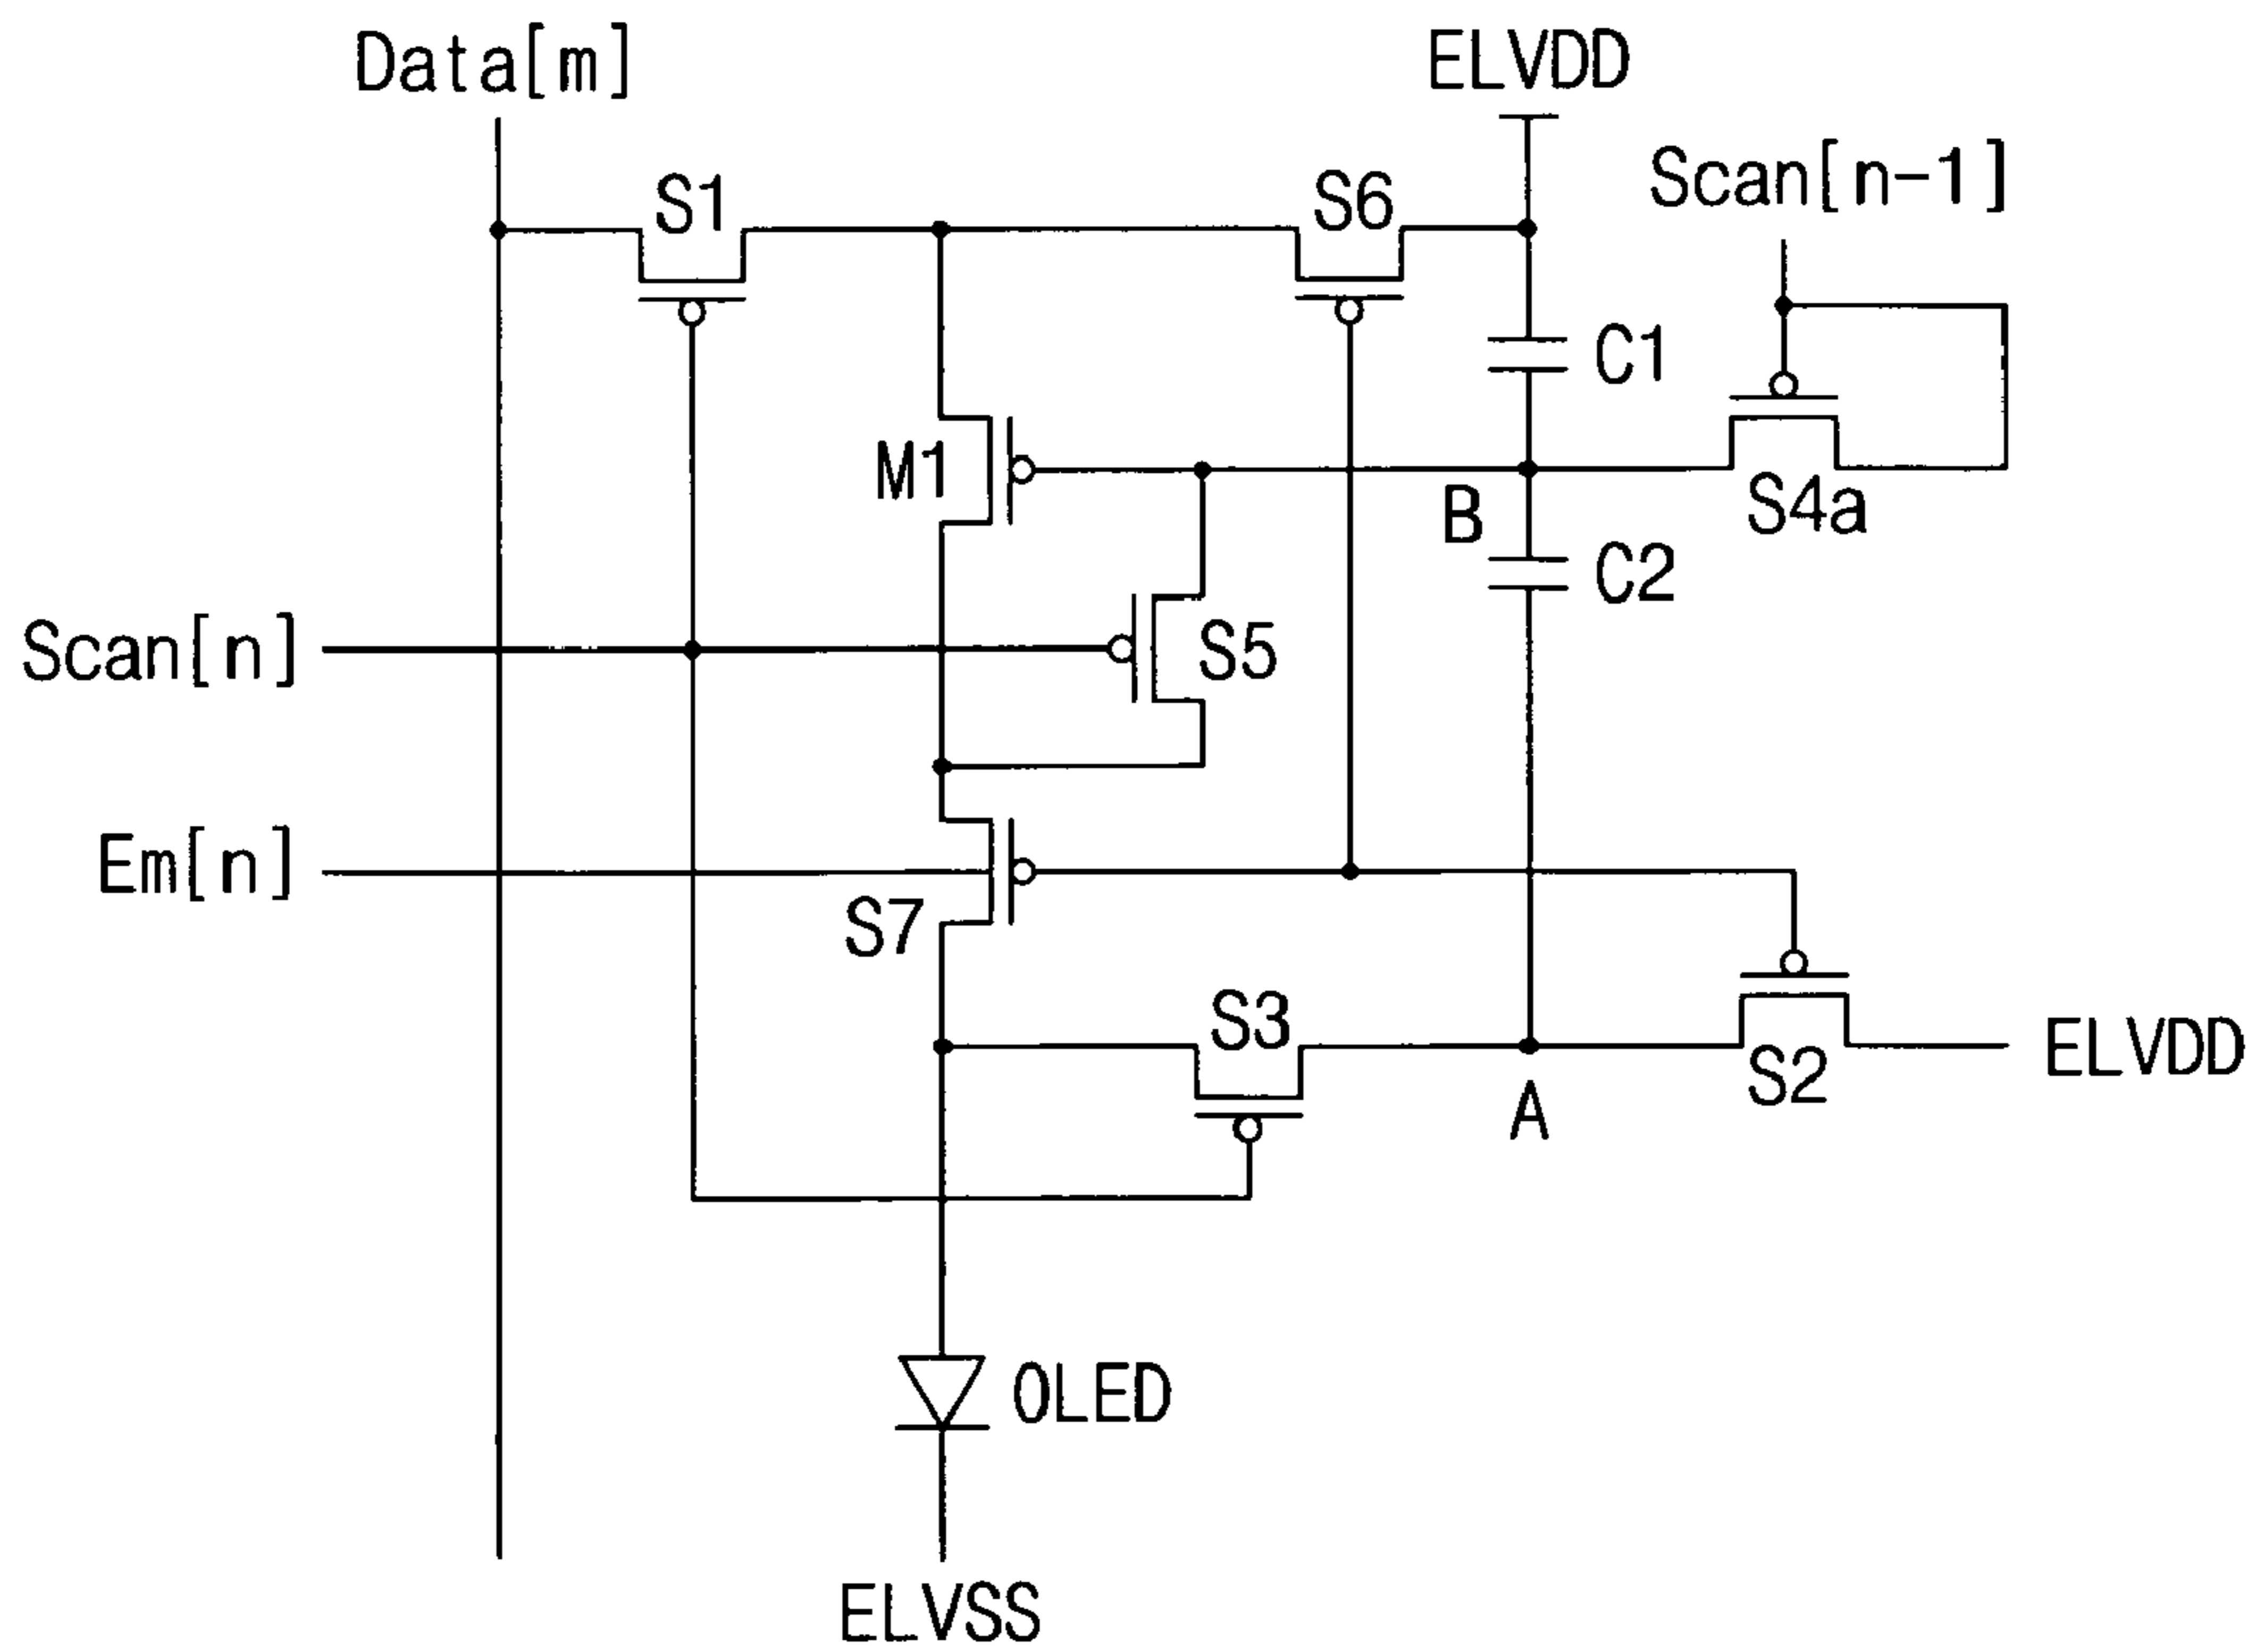 Data[m]
ELVDD
Scan[n-1]
S1
S6
C1
M1
B
S4a
C2
Scan[n]
S5
Em[n]
S7
S3
S2
ELVDD
A
OLED
ELVSS